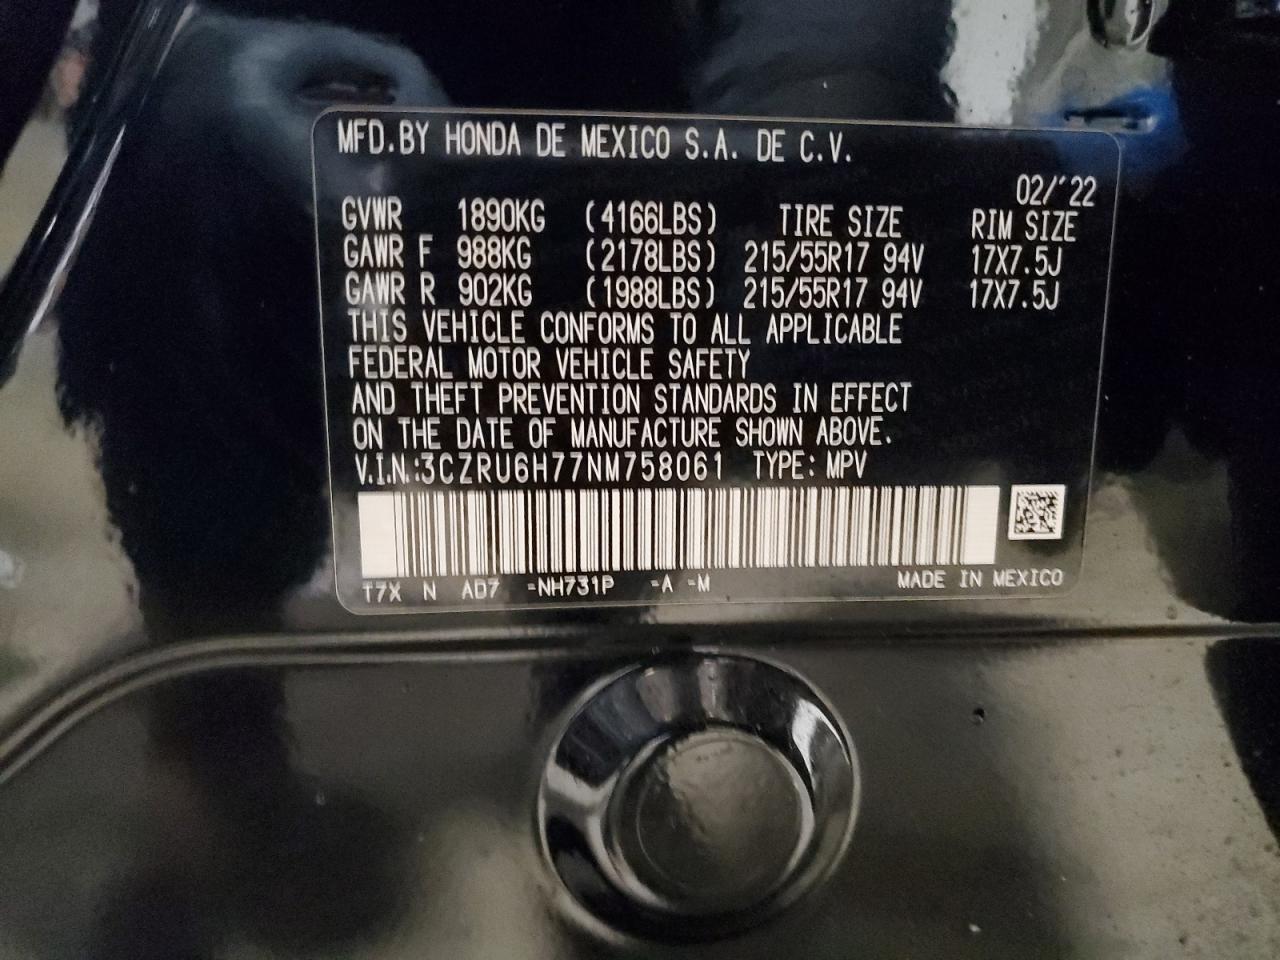 MFD.BY HONDA DE MEXICO S.A. DE C.V.
02/'22
GVWR 1890KG (4166LBS) TIRE SIZE RIM SIZE
GAWR F 988KG (2178LBS) 215/55R17 94V 17X7.5J
GAWR R 902KG (1988LBS) 215/55R17 94V 17X7.5J
THIS VEHICLE CONFORMS TO ALL APPLICABLE
FEDERAL MOTOR VEHICLE SAFETY
AND THEFT PREVENTION STANDARDS IN EFFECT
ON THE DATE OF MANUFACTURE SHOWN ABOVE.
V.I.N.:3CZRU6H77NM758061 TYPE: MPV
T7X N AD7 -NH731P -A -M MADE IN MEXICO